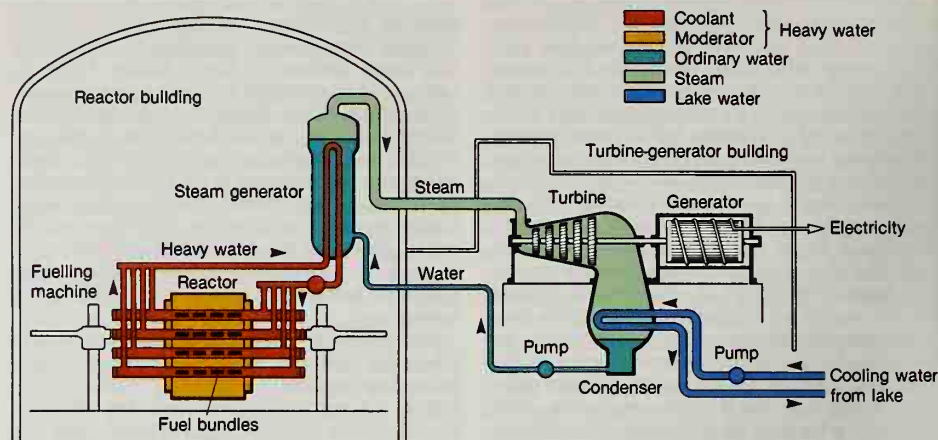 Coolant
Moderator
Heavy water
Ordinary water
Steam
Lake water
Reactor building
Turbine-generator building
Steam generator
Steam
Turbine
Generator
Electricity
Heavy water
Fuelling
machine
Reactor
Water
Pump
Condenser
Pump
Cooling water
from lake
Fuel bundles